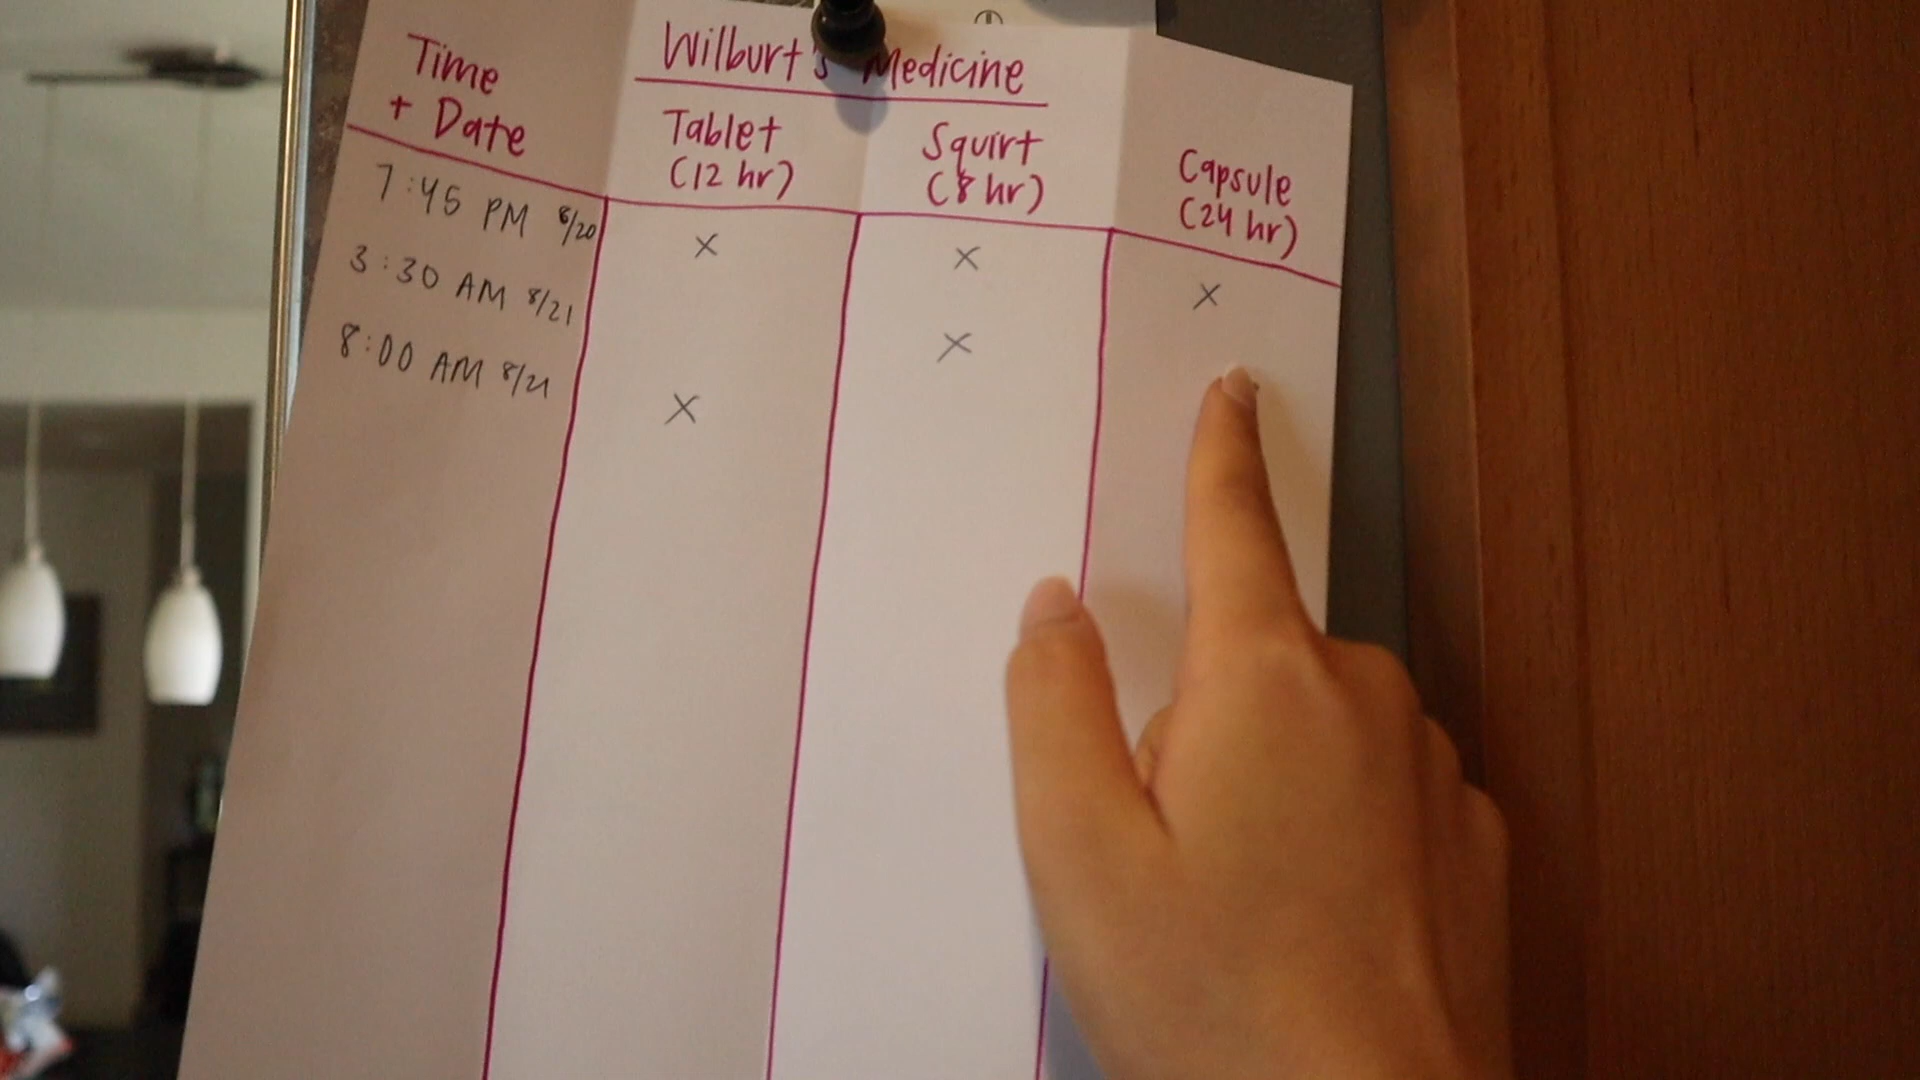 Time
+ Date
Wilburt's Medicine
Tablet
(12 hr)
Squirt
(8 hr)
Capsule
(24 hr)
7:45 PM 8/20 X X X
3:30 AM 8/21 X
8:00 AM 8/21 X